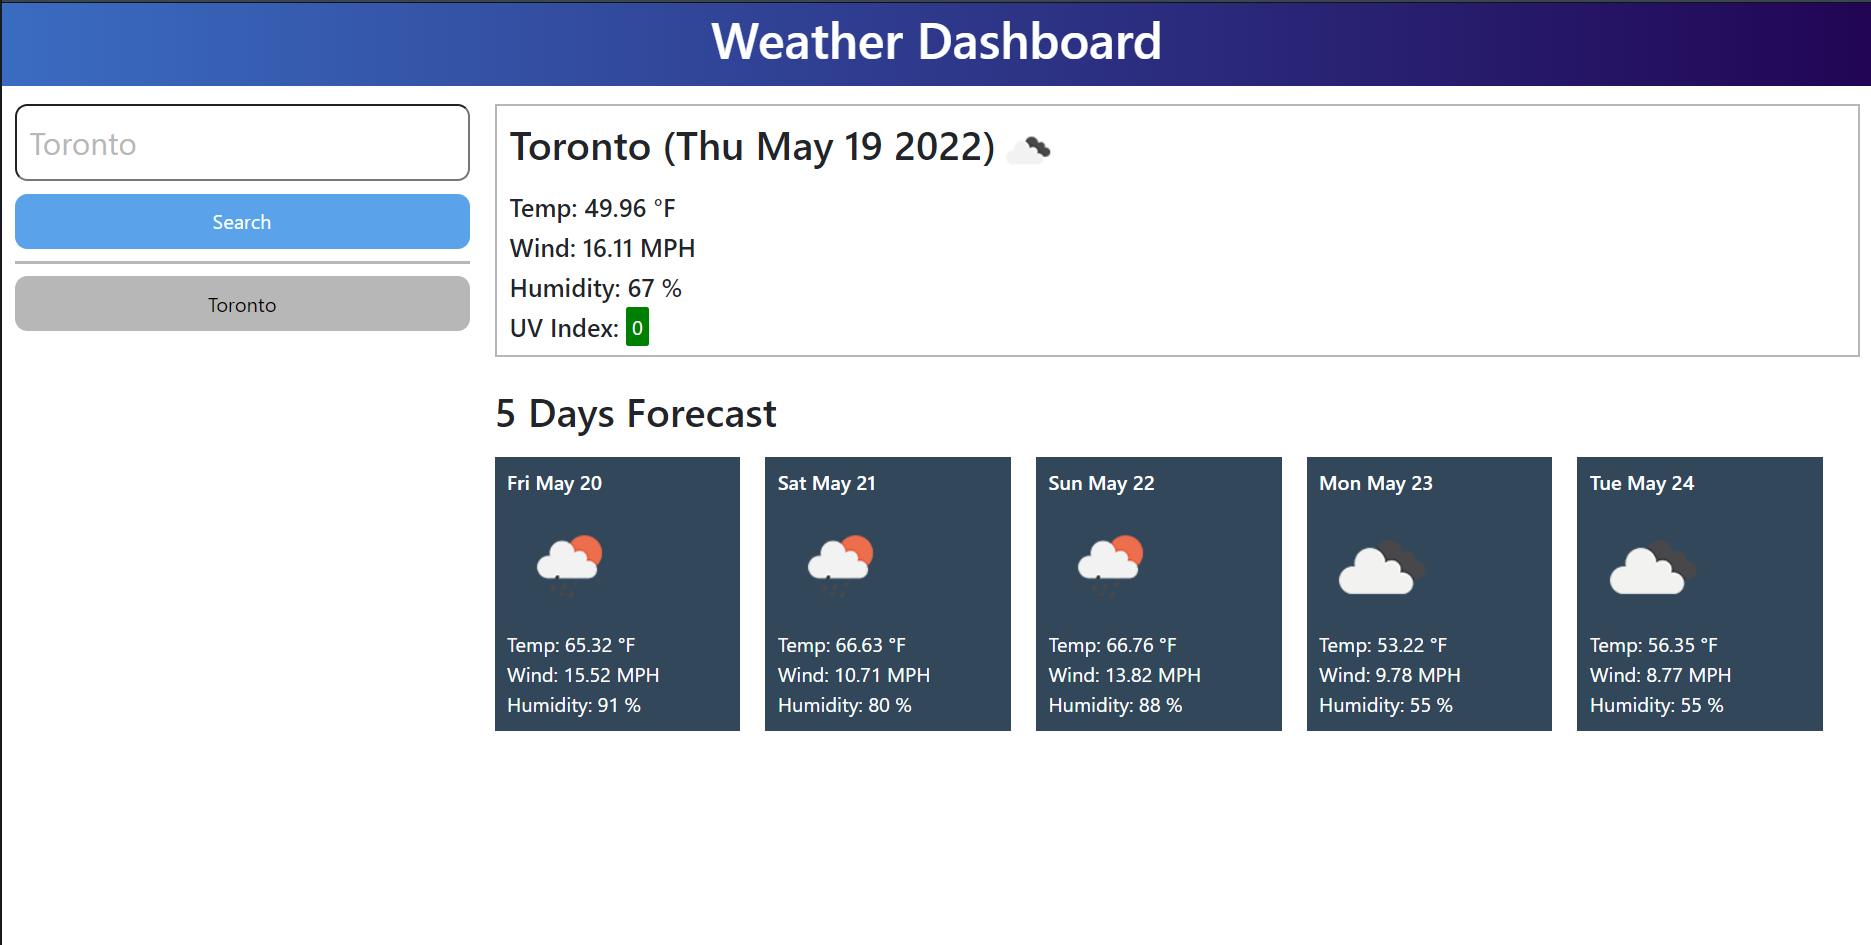 Weather Dashboard
Toronto
Search
Toronto
Toronto (Thu May 19 2022)
Temp: 49.96 °F
Wind: 16.11 MPH
Humidity: 67 %
UV Index: 0
5 Days Forecast
Fri May 20
Temp: 65.32 °F
Wind: 15.52 MPH
Humidity: 91 %
Sat May 21
Temp: 66.63 °F
Wind: 10.71 MPH
Humidity: 80 %
Sun May 22
Temp: 66.76 °F
Wind: 13.82 MPH
Humidity: 88 %
Mon May 23
Temp: 53.22 °F
Wind: 9.78 MPH
Humidity: 55 %
Tue May 24
Temp: 56.35 °F
Wind: 8.77 MPH
Humidity: 55 %